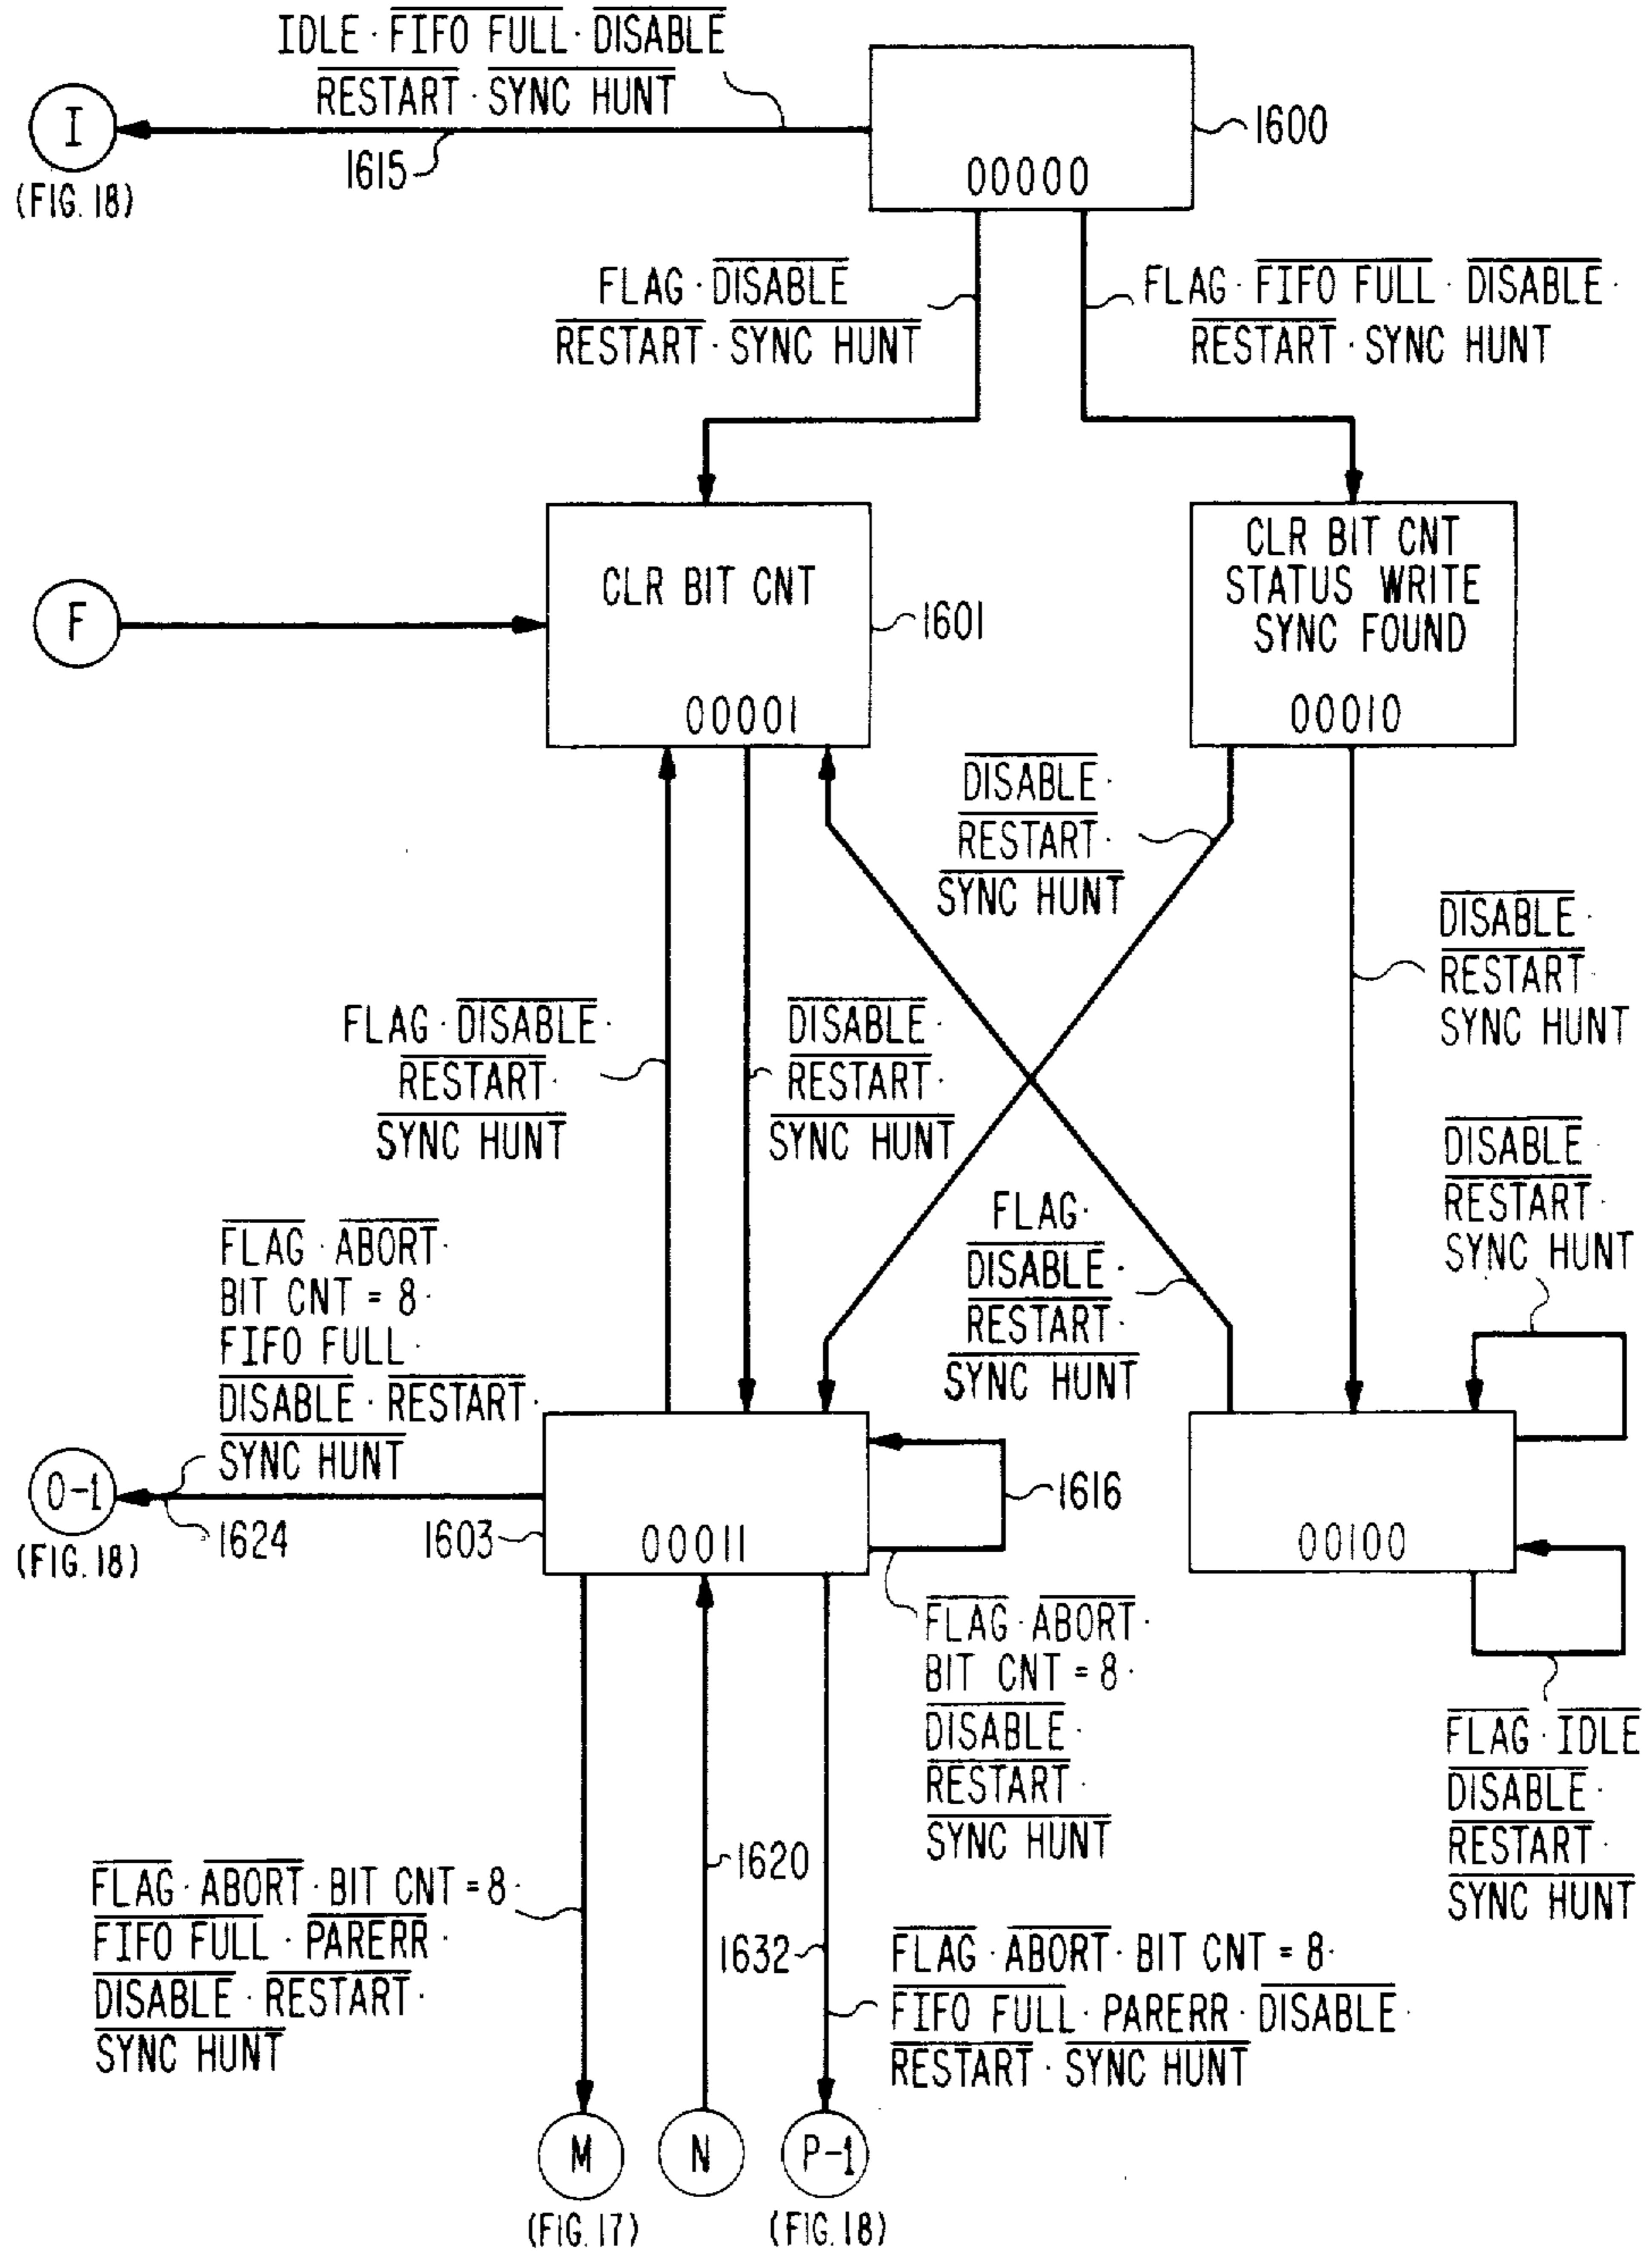 IDLE · FIFO FULL · DISABLE
RESTART · SYNC HUNT
I
(FIG. 18)
1615
1600
00000
FLAG · DISABLE
RESTART · SYNC HUNT
FLAG · FIFO FULL · DISABLE ·
RESTART · SYNC HUNT
F
CLR BIT CNT
1601
00001
CLR BIT CNT
STATUS WRITE
SYNC FOUND
00010
DISABLE ·
RESTART ·
SYNC HUNT
DISABLE ·
RESTART ·
SYNC HUNT
FLAG · DISABLE ·
RESTART ·
SYNC HUNT
DISABLE ·
RESTART ·
SYNC HUNT
DISABLE ·
RESTART ·
SYNC HUNT
FLAG ·
DISABLE ·
RESTART ·
SYNC HUNT
FLAG · ABORT ·
BIT CNT = 8 ·
FIFO FULL ·
DISABLE · RESTART ·
SYNC HUNT
0-1
(FIG. 18)
1624
1603
00011
1616
00100
FLAG · ABORT ·
BIT CNT = 8 ·
DISABLE ·
RESTART ·
SYNC HUNT
FLAG · IDLE
DISABLE ·
RESTART ·
SYNC HUNT
FLAG · ABORT · BIT CNT = 8 ·
FIFO FULL · PARERR ·
DISABLE · RESTART ·
SYNC HUNT
1620
1632
FLAG · ABORT · BIT CNT = 8 ·
FIFO FULL · PARERR · DISABLE ·
RESTART · SYNC HUNT
M
N
P-1
(FIG. 17)
(FIG. 18)